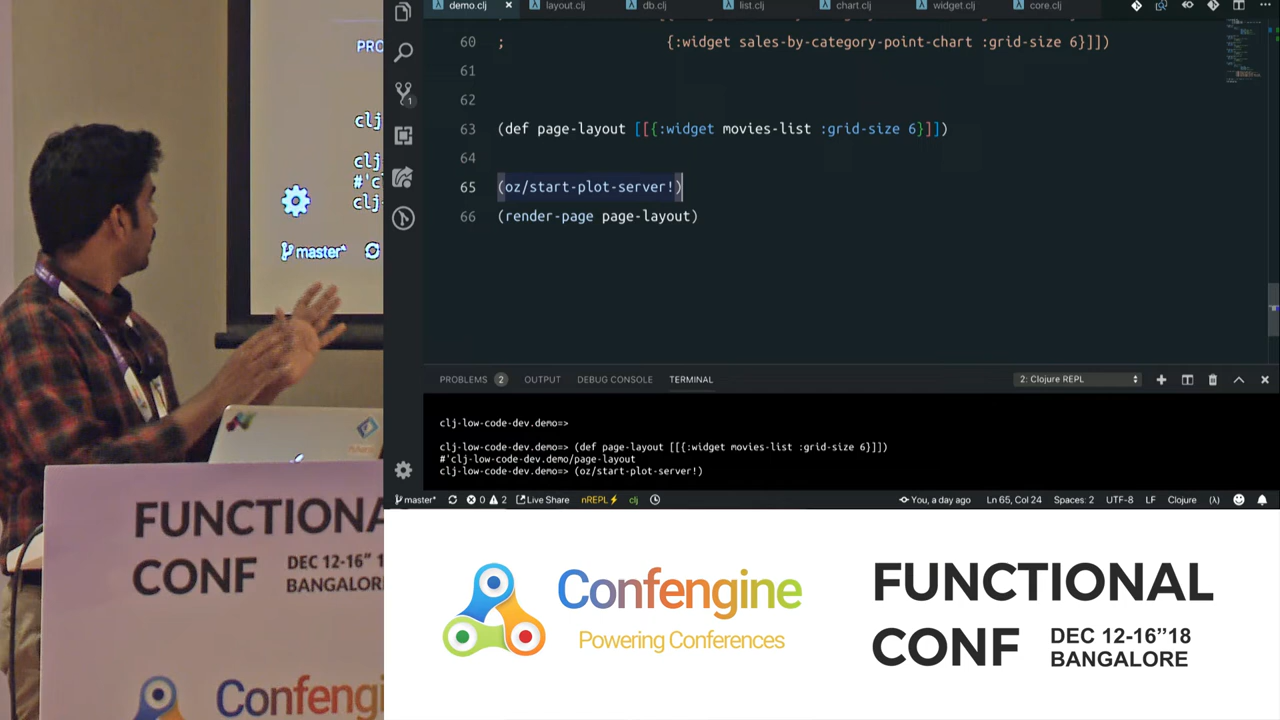 demo.clj
layout.clj
db.clj
list.clj
chart.clj
widget.clj
core.clj
60 ; {:widget sales-by-category-point-chart :grid-size 6}]])
61
62
63 (def page-layout [[{:widget movies-list :grid-size 6}]])
64
65 (oz/start-plot-server!)
66 (render-page page-layout)
PROBLEMS 2 OUTPUT DEBUG CONSOLE TERMINAL 2: Clojure REPL
clj-low-code-dev.demo=>
clj-low-code-dev.demo=> (def page-layout [[{:widget movies-list :grid-size 6}]])
#'clj-low-code-dev.demo/page-layout
clj-low-code-dev.demo=> (oz/start-plot-server!)
master* 0 2 Live Share nREPL clj You, a day ago Ln 65, Col 24 Spaces: 2 UTF-8 LF Clojure (λ)
1
PRO
clj
clj
#'c
clj
master*
FUNCTIONA
CONF DEC 12-16" 1
BANGALORE
Confengine
Confengine
Powering Conferences
FUNCTIONAL
CONF DEC 12-16"18
BANGALORE